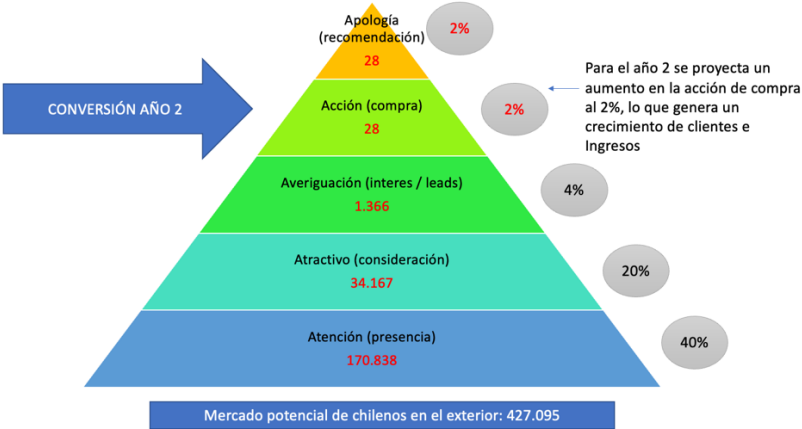 Apología
(recomendación)
28
2%
CONVERSIÓN AÑO 2
Acción (compra)
28
2%
Para el año 2 se proyecta un
aumento en la acción de compra
al 2%, lo que genera un
crecimiento de clientes e
Ingresos
Averiguación (interes / leads)
1.366
4%
Atractivo (consideración)
34.167
20%
Atención (presencia)
170.838
40%
Mercado potencial de chilenos en el exterior: 427.095